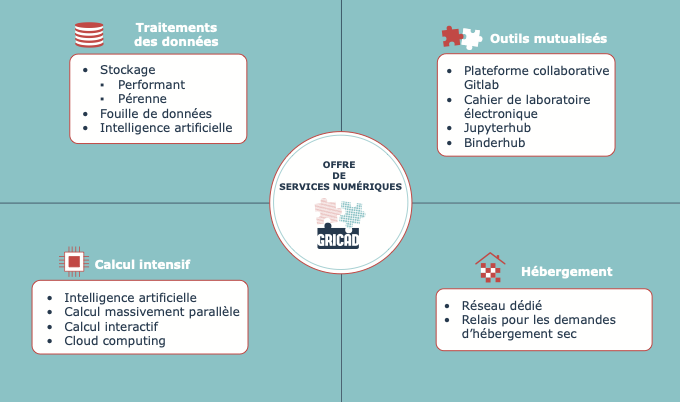 Traitements
des données
• Stockage
▪ Performant
▪ Pérenne
• Fouille de données
• Intelligence artificielle
Outils mutualisés
• Plateforme collaborative
Gitlab
• Cahier de laboratoire
électronique
• Jupyterhub
• Binderhub
OFFRE
DE
SERVICES NUMÉRIQUES
GRICAD
Calcul intensif
• Intelligence artificielle
• Calcul massivement parallèle
• Calcul interactif
• Cloud computing
Hébergement
• Réseau dédié
• Relais pour les demandes
d’hébergement sec